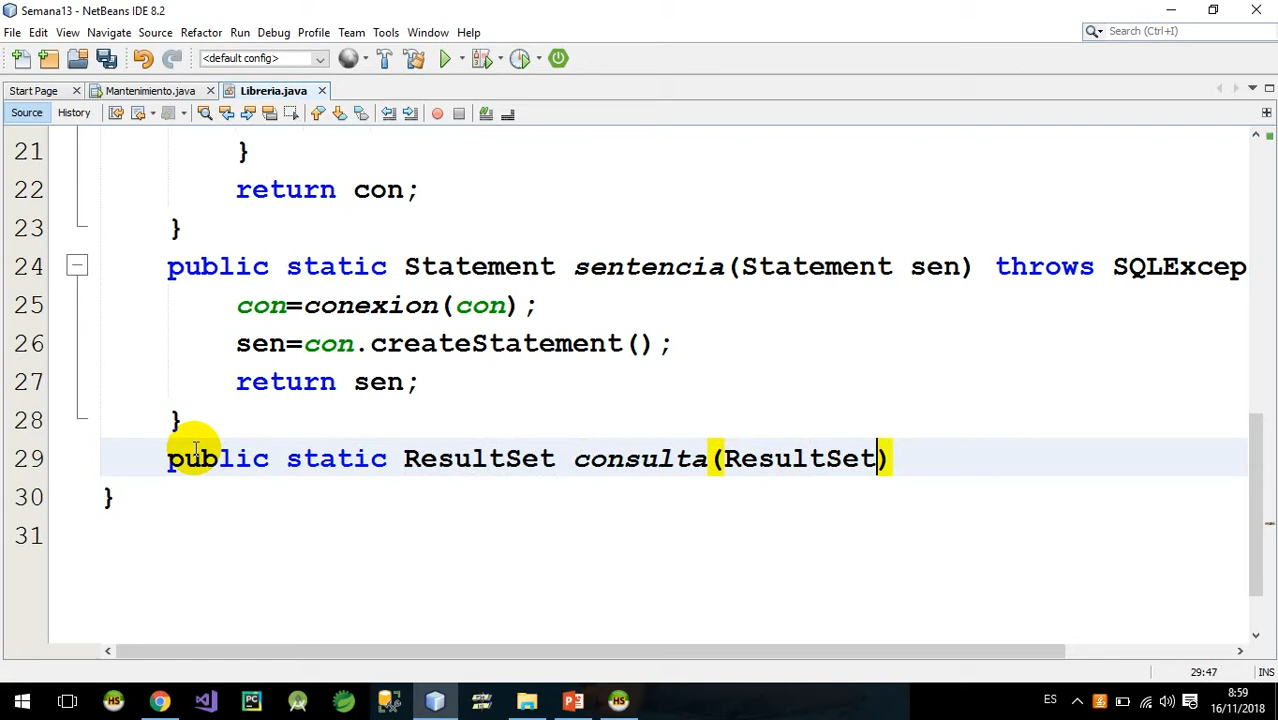 Semana13 - NetBeans IDE 8.2
File Edit View Navigate Source Refactor Run Debug Profile Team Tools Window Help
Search (Ctrl+I)
<default config>
Start Page Mantenimiento.java Libreria.java
Source History
21 }
22 return con;
23 }
24 public static Statement sentencia(Statement sen) throws SQLExcep
25 con=conexion(con);
26 sen=con.createStatement();
27 return sen;
28 }
29 public static ResultSet consulta(ResultSet)
30 }
31
29:47 INS
ES 8:59
16/11/2018